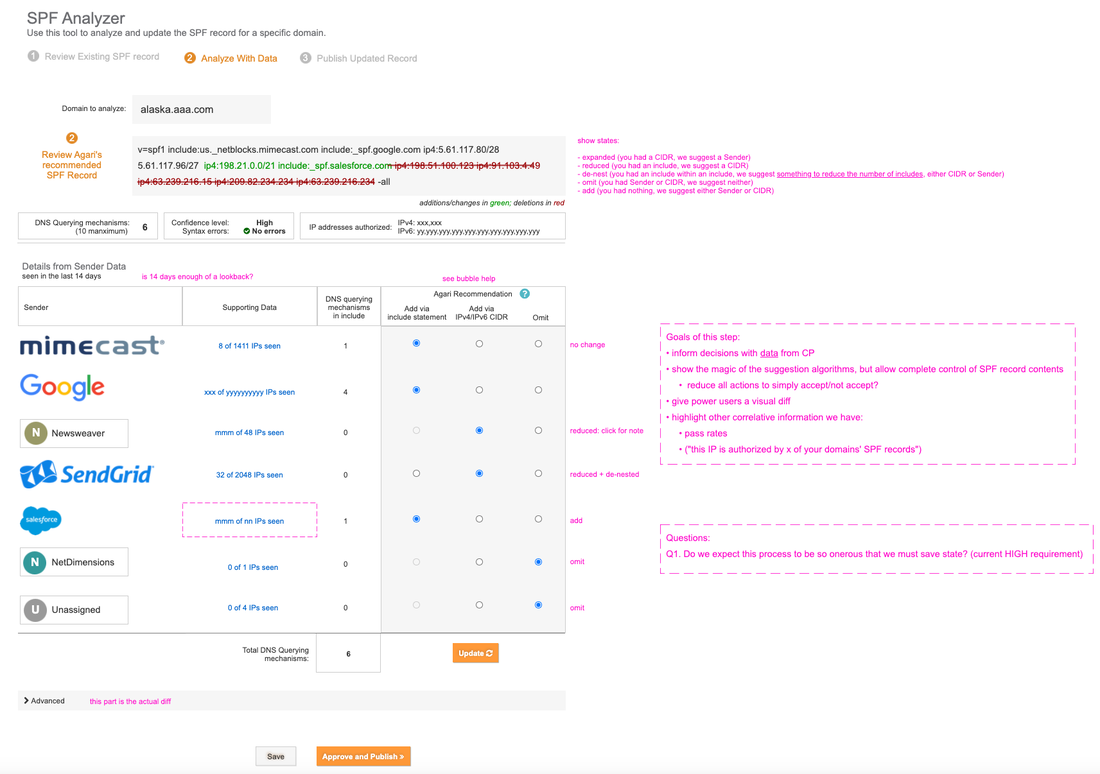 SPF Analyzer
Use this tool to analyze and update the SPF record for a specific domain.
1 Review Existing SPF record
2 Analyze With Data
3 Publish Updated Record
Domain to analyze:
alaska.aaa.com
2
Review Agari's
recommended
SPF Record
v=spf1 include:us._netblocks.mimecast.com include:_spf.google.com ip4:5.61.117.80/28
5.61.117.96/27 ip4:198.21.0.0/21 include:_spf.salesforce.com ip4:198.51.100.123 ip4:91.103.4.49
ip4:63.239.216.15 ip4:209.82.234.234 ip4:63.239.216.234 -all
additions/changes in green; deletions in red
show states:
- expanded (you had a CIDR, we suggest a Sender)
- reduced (you had an include, we suggest a CIDR)
- de-nest (you had an include within an include, we suggest something to reduce the number of includes, either CIDR or Sender)
- omit (you had Sender or CIDR, we suggest neither)
- add (you had nothing, we suggest either Sender or CIDR)
DNS Querying mechanisms:
(10 manximum)
6
Confidence level: High
Syntax errors: No errors
IP addresses authorized:
IPv4: xxx,xxx
IPv6: yy.yyy.yyy,yyy,yyy,yyy,yyy,yyy,yyy,yyy
Details from Sender Data
seen in the last 14 days
is 14 days enough of a lookback?
see bubble help
Sender
Supporting Data
DNS querying
mechanisms
in include
Agari Recommendation ?
Add via
include statement
Add via
IPv4/IPv6 CIDR
Omit
mimecast
8 of 1411 IPs seen
1
no change
Google
xxx of yyyyyyyyyy IPs seen
4
N Newsweaver
mmm of 48 IPs seen
0
reduced: click for note
SendGrid
32 of 2048 IPs seen
0
reduced + de-nested
salesforce
mmm of nn IPs seen
1
add
N NetDimensions
0 of 1 IPs seen
0
omit
U Unassigned
0 of 4 IPs seen
0
omit
Total DNS Querying
mechanisms:
6
Update
Goals of this step:
• inform decisions with data from CP
• show the magic of the suggestion algorithms, but allow complete control of SPF record contents
• reduce all actions to simply accept/not accept?
• give power users a visual diff
• highlight other correlative information we have:
• pass rates
• ("this IP is authorized by x of your domains' SPF records")
Questions:
Q1. Do we expect this process to be so onerous that we must save state? (current HIGH requirement)
Advanced
this part is the actual diff
Save
Approve and Publish »